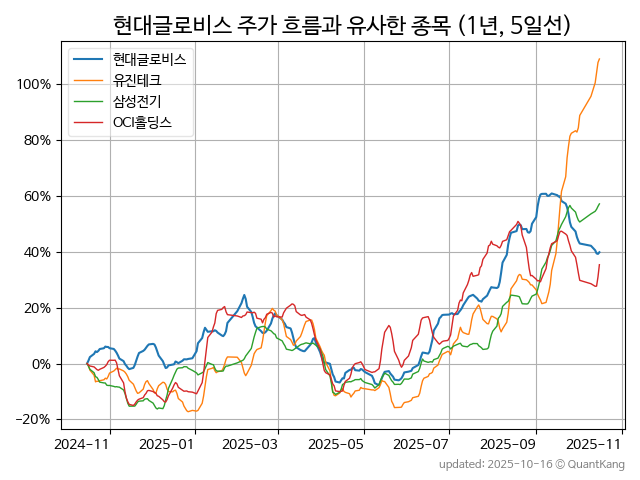 현대글로비스 주가 흐름과 유사한 종목 (1년, 5일선)
현대글로비스
유진테크
삼성전기
OCI홀딩스
100%
80%
60%
40%
20%
0%
−20%
2024-11 2025-01 2025-03 2025-05 2025-07 2025-09 2025-11
updated: 2025-10-16 © QuantKang